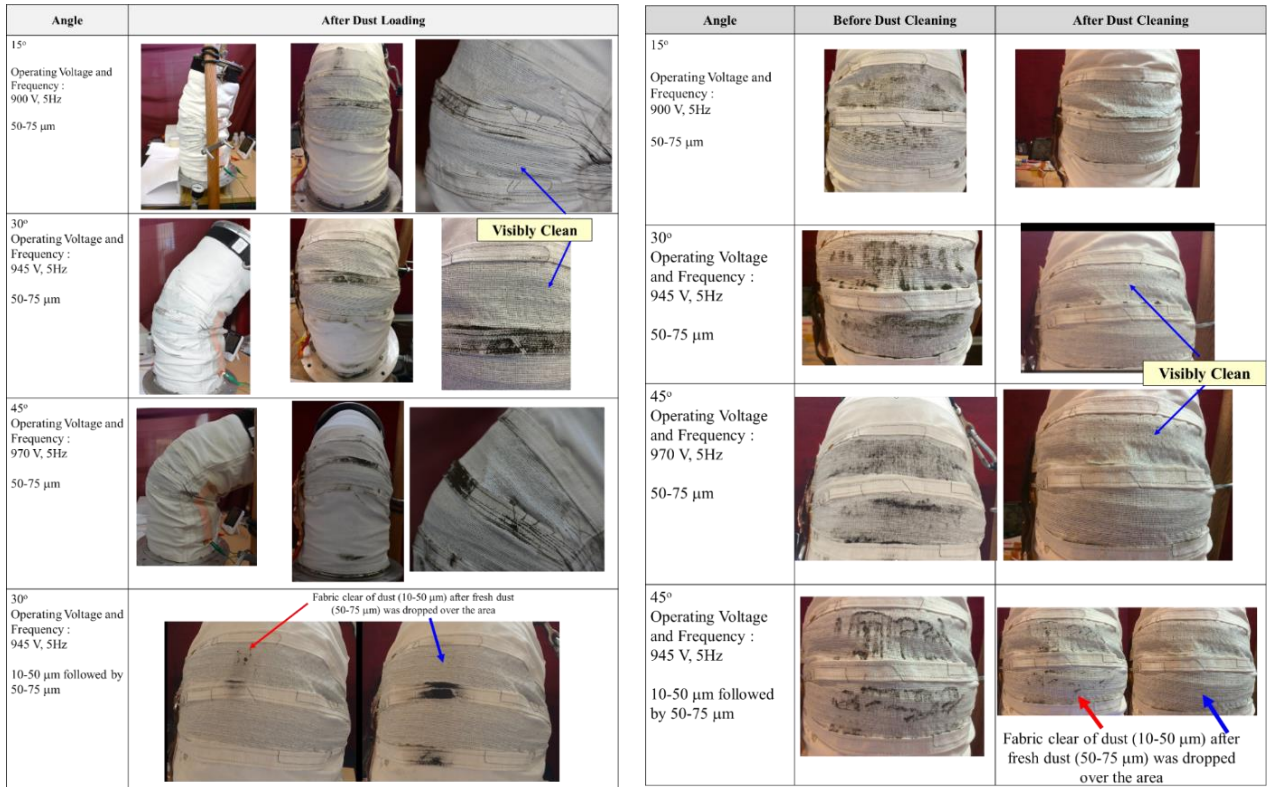 Angle
After Dust Loading
15°
Operating Voltage and
Frequency :
900 V, 5Hz
50-75 μm
30°
Operating Voltage and
Frequency :
945 V, 5Hz
50-75 μm
Visibly Clean
45°
Operating Voltage and
Frequency :
970 V, 5Hz
50-75 μm
30°
Operating Voltage and
Frequency :
945 V, 5Hz
10-50 μm followed by
50-75 μm
Fabric clear of dust (10-50 μm) after fresh dust
(50-75 μm) was dropped over the area
Angle
Before Dust Cleaning
After Dust Cleaning
15°
Operating Voltage and
Frequency :
900 V, 5Hz
50-75 μm
30°
Operating Voltage
and Frequency :
945 V, 5Hz
50-75 μm
Visibly Clean
45°
Operating Voltage
and Frequency :
970 V, 5Hz
50-75 μm
45°
Operating Voltage
and Frequency :
945 V, 5Hz
10-50 μm followed
by 50-75 μm
Fabric clear of dust (10-50 μm) after
fresh dust (50-75 μm) was dropped
over the area